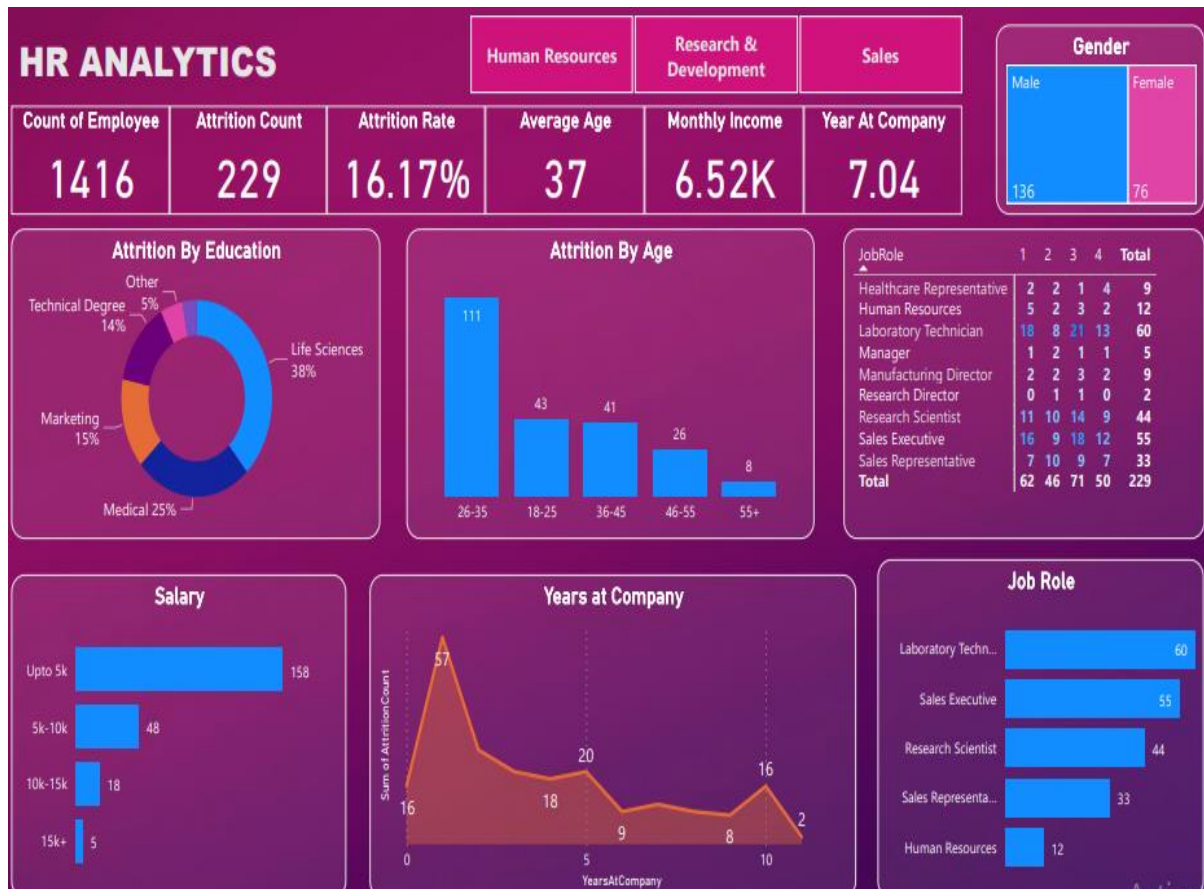 HR ANALYTICS
Human Resources
Research &
Development
Sales
Gender
Male
Female
136
76
Count of Employee
1416
Attrition Count
229
Attrition Rate
16.17%
Average Age
37
Monthly Income
6.52K
Year At Company
7.04
Attrition By Education
Other
5%
Technical Degree
14%
Life Sciences
38%
Marketing
15%
Medical 25%
Attrition By Age
111
43
41
26
8
26-35 18-25 36-45 46-55 55+
JobRole 1 2 3 4 Total
Healthcare Representative 2 2 1 4 9
Human Resources 5 2 3 2 12
Laboratory Technician 18 8 21 13 60
Manager 1 2 1 1 5
Manufacturing Director 2 2 3 2 9
Research Director 0 1 1 0 2
Research Scientist 11 10 14 9 44
Sales Executive 16 9 18 12 55
Sales Representative 7 10 9 7 33
Total 62 46 71 50 229
Salary
Upto 5k 158
5k-10k 48
10k-15k 18
15k+ 5
Years at Company
Sum of AttritionCount
57
20
16
16
18
9
8
2
0 5 10
YearsAtCompany
Job Role
Laboratory Techn... 60
Sales Executive 55
Research Scientist 44
Sales Representa... 33
Human Resources 12